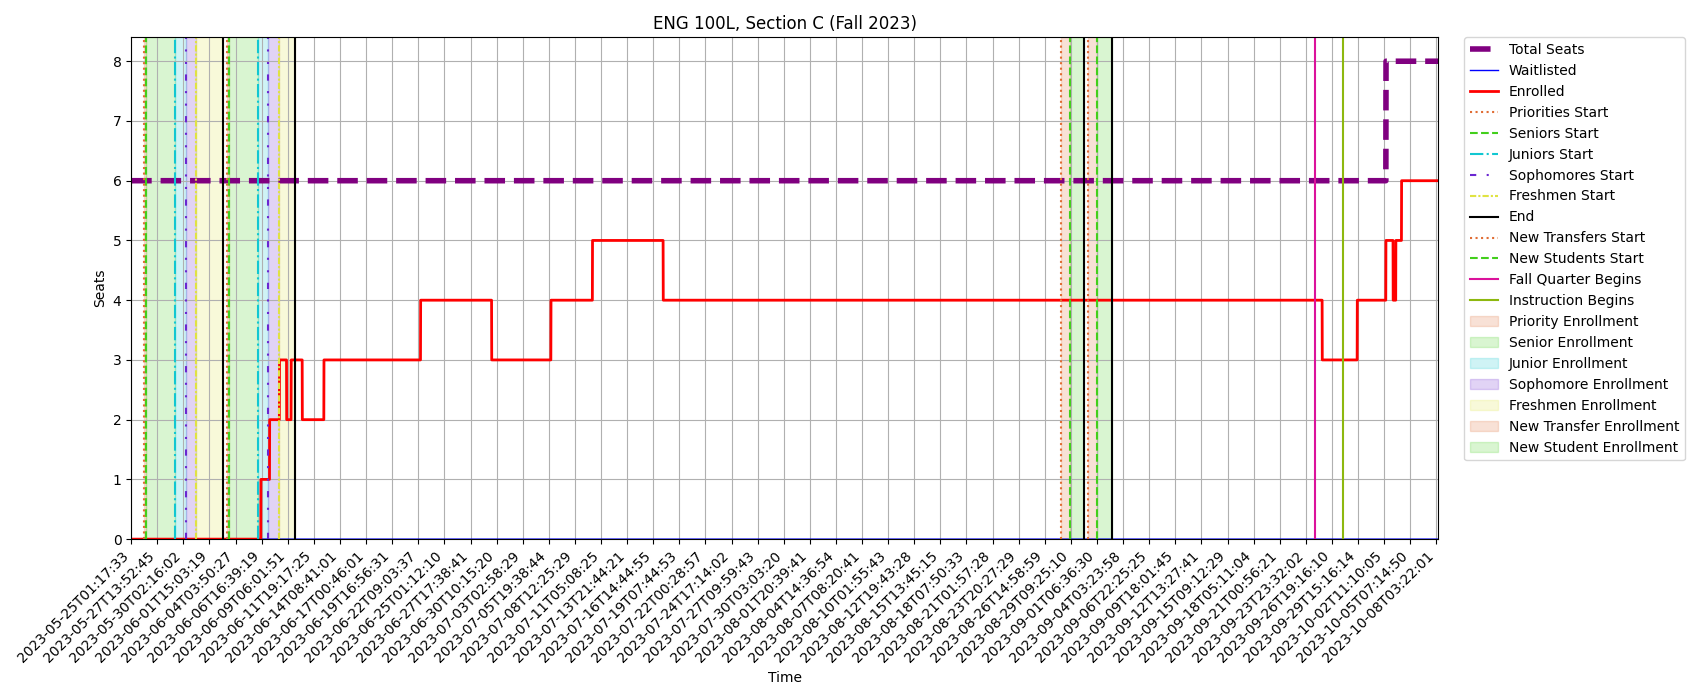 ENG 100L, Section C (Fall 2023)
Seats
8
7
6
5
4
3
2
1
0
2023-05-25T01:17:33
2023-05-27T13:52:45
2023-05-30T02:16:02
2023-06-01T15:03:19
2023-06-04T03:50:27
2023-06-06T16:39:19
2023-06-09T06:01:51
2023-06-11T19:17:25
2023-06-14T08:41:01
2023-06-17T00:46:01
2023-06-19T16:56:31
2023-06-22T09:03:37
2023-06-25T01:12:10
2023-06-27T17:38:41
2023-06-30T10:15:20
2023-07-03T02:58:29
2023-07-05T19:38:44
2023-07-08T12:25:29
2023-07-11T05:08:25
2023-07-13T21:44:21
2023-07-16T14:44:55
2023-07-19T07:44:53
2023-07-22T00:28:57
2023-07-24T17:14:02
2023-07-27T09:59:43
2023-07-30T03:03:20
2023-08-01T20:39:41
2023-08-04T14:36:54
2023-08-07T08:20:41
2023-08-10T01:55:43
2023-08-12T19:43:28
2023-08-15T13:45:15
2023-08-18T07:50:33
2023-08-21T01:57:28
2023-08-23T20:27:29
2023-08-26T14:58:59
2023-08-29T09:25:10
2023-09-01T06:36:30
2023-09-04T03:23:58
2023-09-06T22:25:25
2023-09-09T18:01:45
2023-09-12T13:27:41
2023-09-15T09:12:29
2023-09-18T05:11:04
2023-09-21T00:56:21
2023-09-23T23:32:02
2023-09-26T19:16:10
2023-09-29T15:16:14
2023-10-02T11:10:05
2023-10-05T07:14:50
2023-10-08T03:22:01
Time
Total Seats
Waitlisted
Enrolled
Priorities Start
Seniors Start
Juniors Start
Sophomores Start
Freshmen Start
End
New Transfers Start
New Students Start
Fall Quarter Begins
Instruction Begins
Priority Enrollment
Senior Enrollment
Junior Enrollment
Sophomore Enrollment
Freshmen Enrollment
New Transfer Enrollment
New Student Enrollment